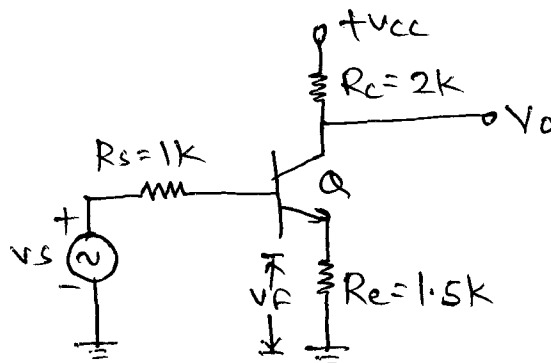 +VCC
Rc=2K
Vo
Rs=1K
Q
+
vs
-
VF
Re=1.5K